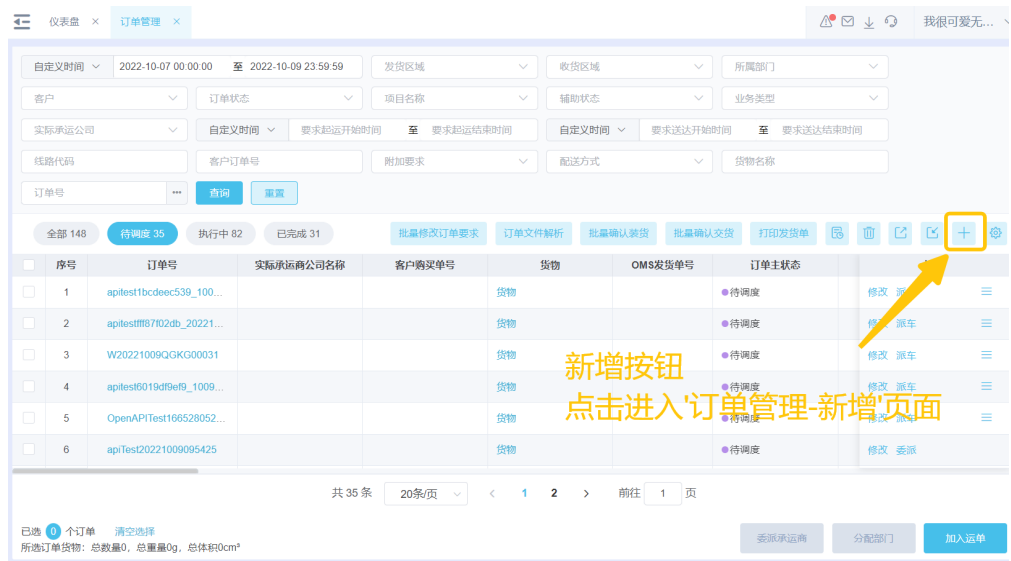 仪表盘 × 订单管理 × 我很可爱无...
自定义时间 2022-10-07 00:00:00 至 2022-10-09 23:59:59 发货区域 收货区域 所属部门
客户 订单状态 项目名称 辅助状态 业务类型
实际承运公司 自定义时间 要求起运开始时间 至 要求起运结束时间 自定义时间 要求送达开始时间 至 要求送达结束时间
线路代码 客户订单号 附加要求 配送方式 货物名称
订单号 ••• 查询 重置
全部 148 待调度 35 执行中 82 已完成 31 批量修改订单要求 订单文件解析 批量确认装货 批量确认交货 打印发货单
序号 订单号 实际承运商公司名称 客户购买单号 货物 OMS发货单号 订单主状态
1 apitest1bcdeec539_100... 货物 待调度 修改 派
2 apitestfff87f02db_20221... 货物 待调度 修改 派车
3 W20221009QGKG00031 货物 待调度 修改 派车
4 apitest6019df9ef9_1009... 货物 待调度 修改 派车
5 OpenAPITest166528052... 货物 待调度 修改 派车
6 apiTest20221009095425 货物 待调度 修改 委派
新增按钮
点击进入'订单管理-新增'页面
共 35 条 20条/页 < 1 2 > 前往 1 页
已选 0 个订单 清空选择
所选订单货物：总数量0，总重量0g，总体积0cm³
委派承运商 分配部门 加入运单